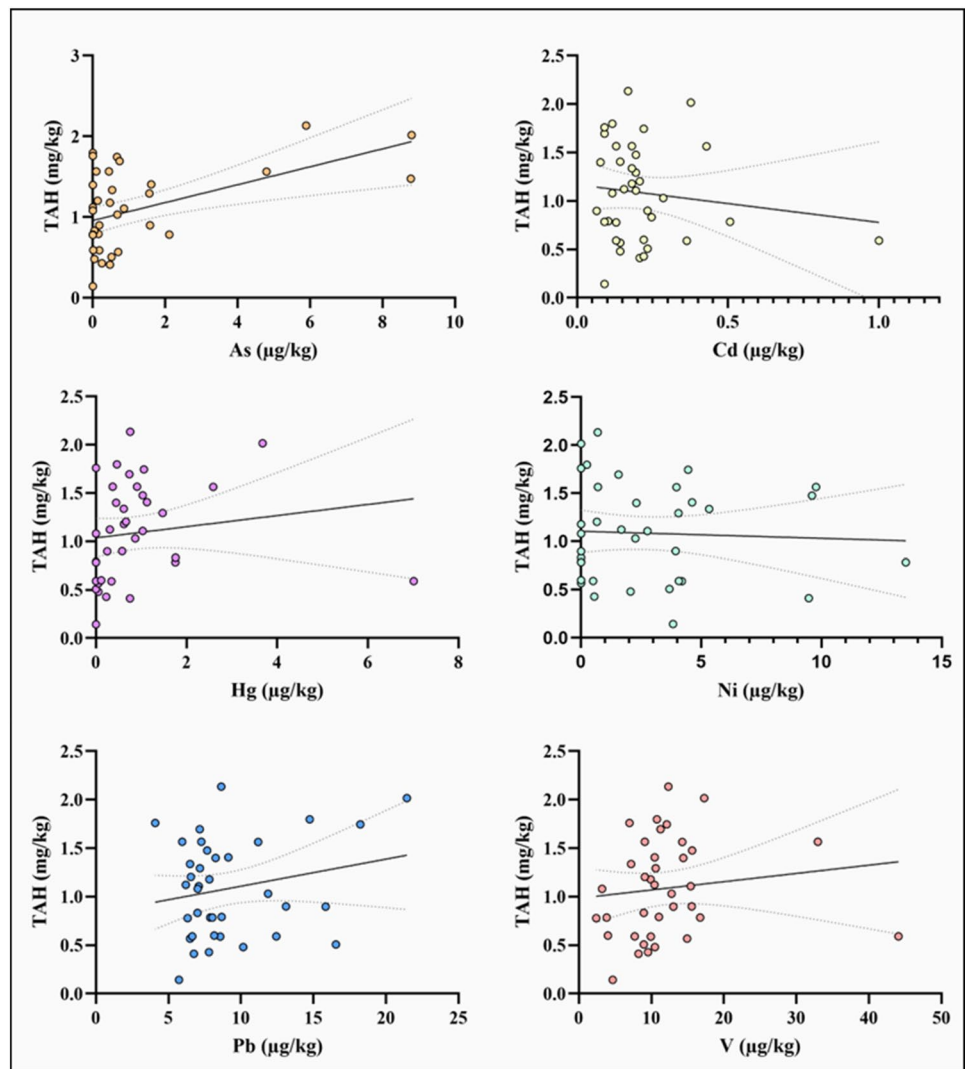 3
2
1
0
TAH (mg/kg)
0 2 4 6 8 10
As (µg/kg)
2.5
2.0
1.5
1.0
0.5
0.0
TAH (mg/kg)
0.0 0.5 1.0
Cd (µg/kg)
2.5
2.0
1.5
1.0
0.5
0.0
TAH (mg/kg)
0 2 4 6 8
Hg (µg/kg)
2.5
2.0
1.5
1.0
0.5
0.0
TAH (mg/kg)
0 5 10 15
Ni (µg/kg)
2.5
2.0
1.5
1.0
0.5
0.0
TAH (mg/kg)
0 5 10 15 20 25
Pb (µg/kg)
2.5
2.0
1.5
1.0
0.5
0.0
TAH (mg/kg)
0 10 20 30 40 50
V (µg/kg)